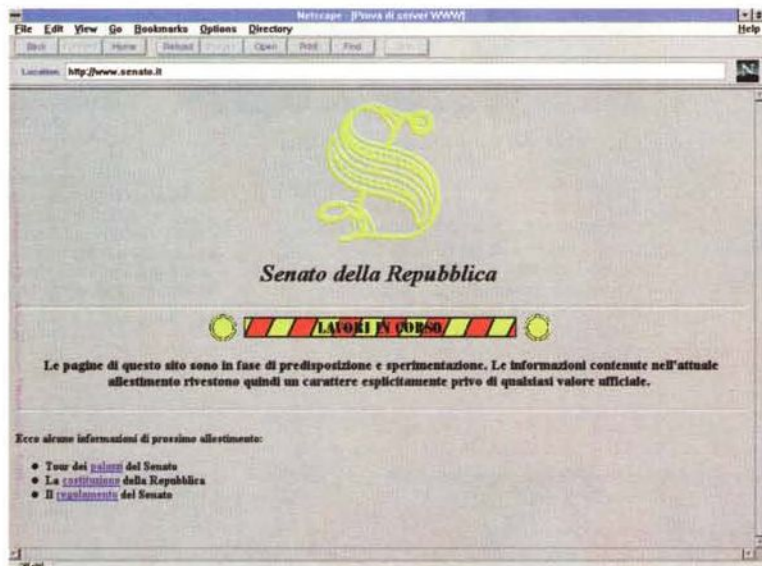 Netscape - [Prova di server WWW]
File Edit View Go Bookmarks Options Directory Help
Back Forward Home Reload Images Open Print Find Stop
Location: http://www.senato.it
N
S
Senato della Repubblica
LAVORI IN CORSO
Le pagine di questo sito sono in fase di predisposizione e sperimentazione. Le informazioni contenute nell'attuale
allestimento rivestono quindi un carattere esplicitamente privo di qualsiasi valore ufficiale.
Ecco alcune informazioni di prossimo allestimento:
● Tour dei palazzi del Senato
● La costituzione della Repubblica
● Il regolamento del Senato